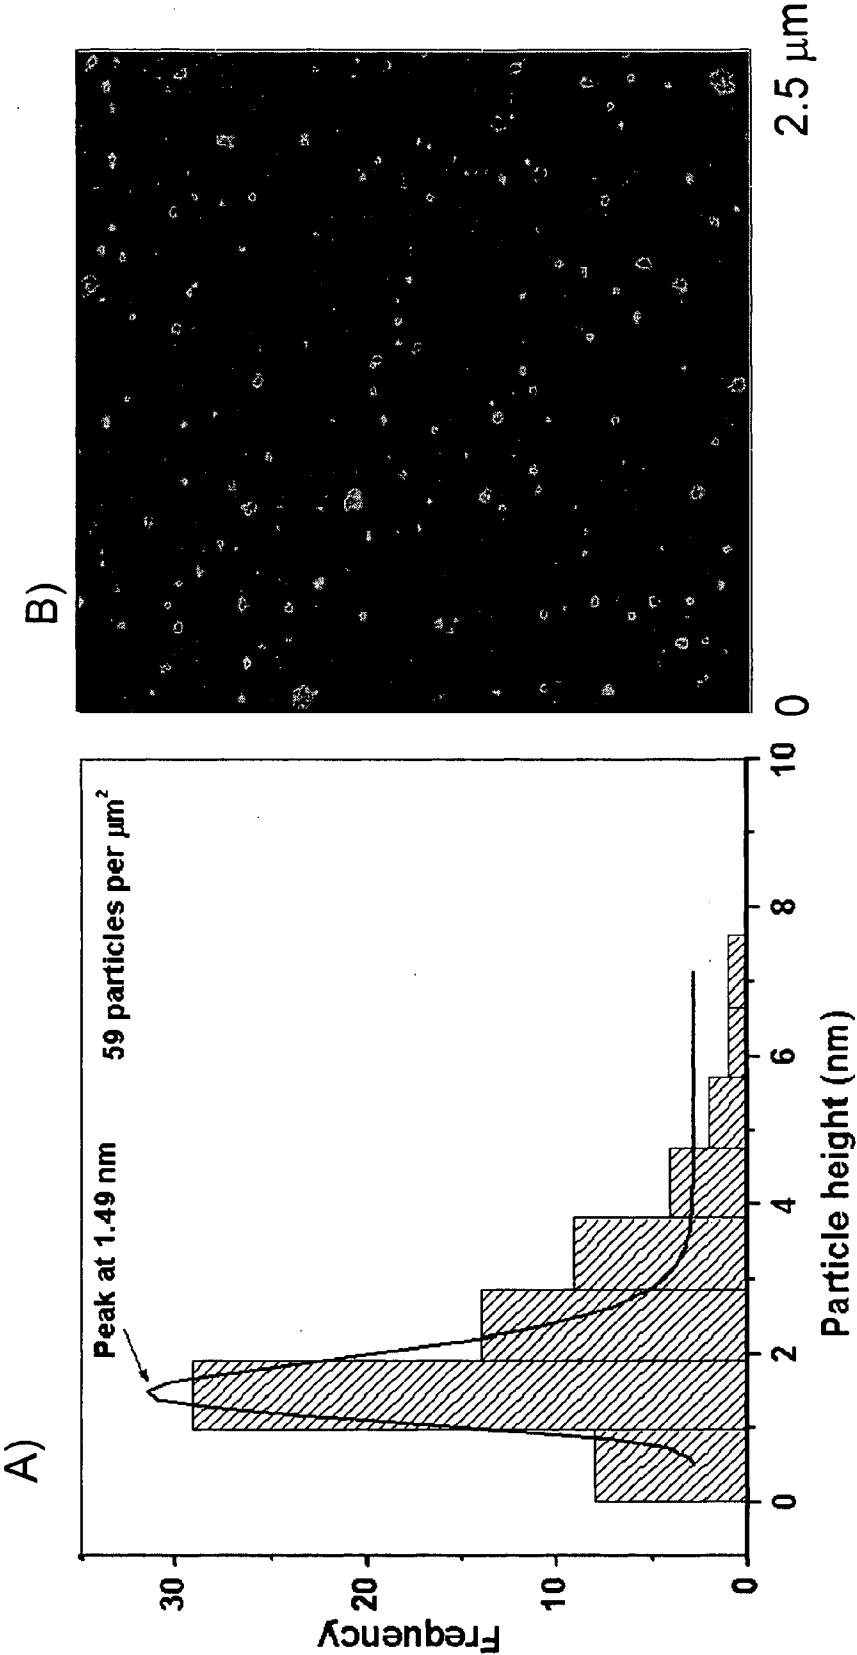 A)
Peak at 1.49 nm
59 particles per μm²
Frequency
30
20
10
0
0
2
4
6
8
10
Particle height (nm)
B)
0
2.5 μm